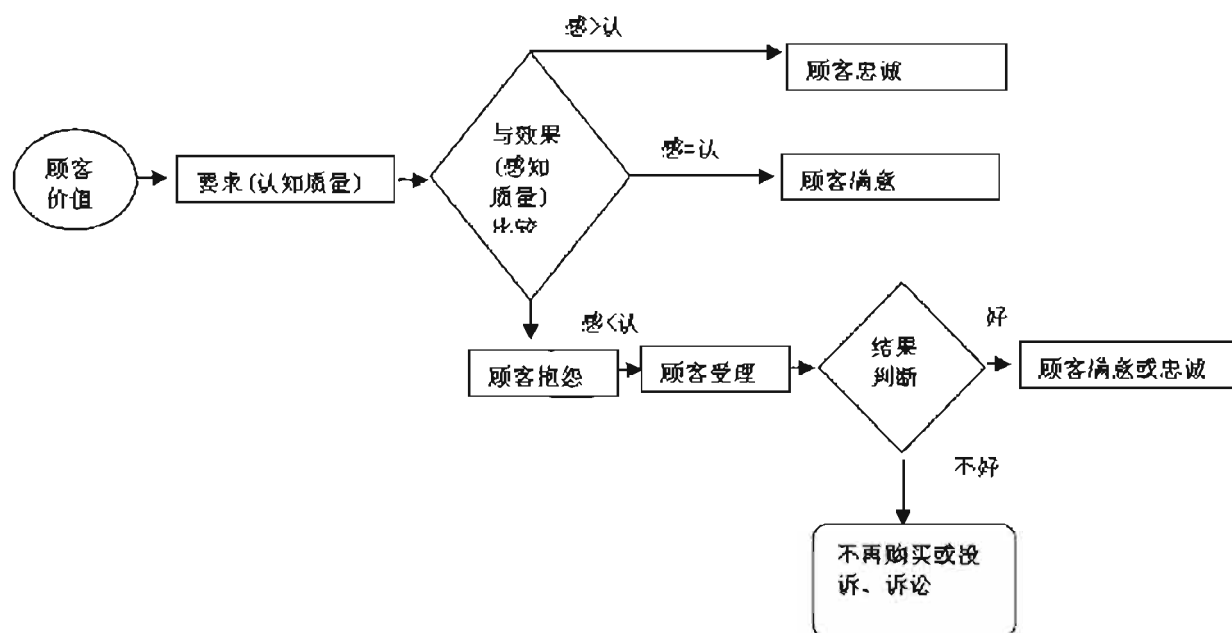 感>认
顾客忠诚
顾客
价值
要求(认知质量)
与效果
(感知
质量)
比较
感=认
顾客满意
感<认
顾客抱怨
顾客受理
结果
判断
好
顾客满意或忠诚
不好
不再购买或投
诉、诉论